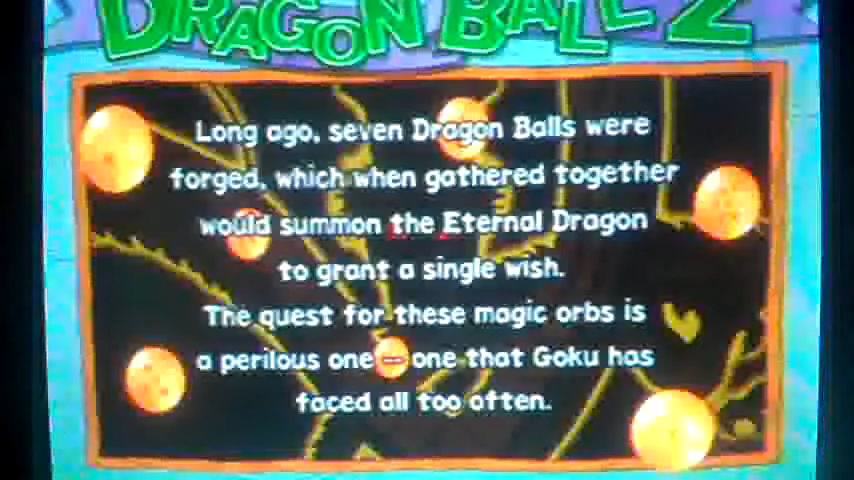 DRAGON BALL Z
Long ago, seven Dragon Balls were
forged, which when gathered together
would summon the Eternal Dragon
to grant a single wish.
The quest for these magic orbs is
a perilous one -- one that Goku has
faced all too often.